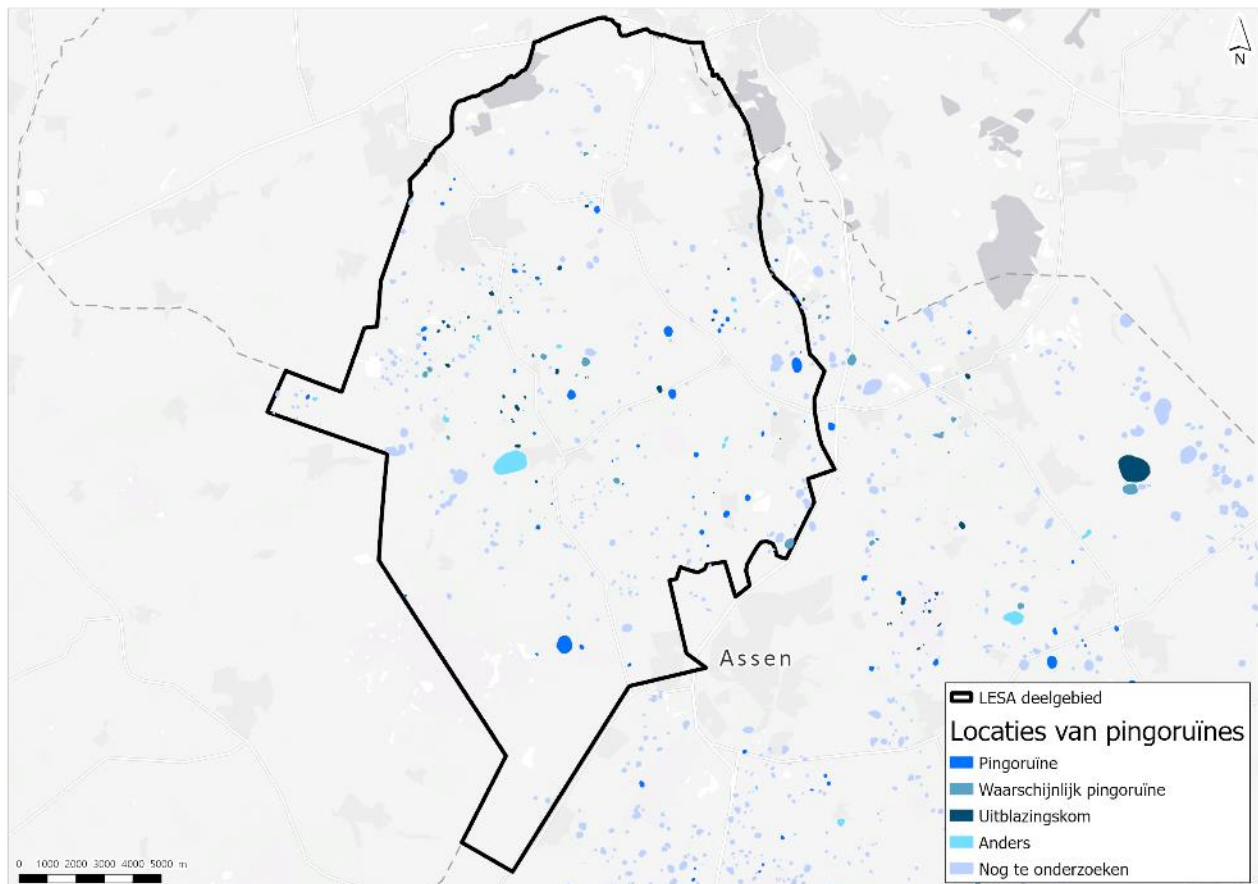 N
Assen
LESA deelgebied
Locaties van pingoruïnes
Pingoruïne
Waarschijnlijk pingoruïne
Uitblazingskom
Anders
Nog te onderzoeken
0 1000 2000 3000 4000 5000 m